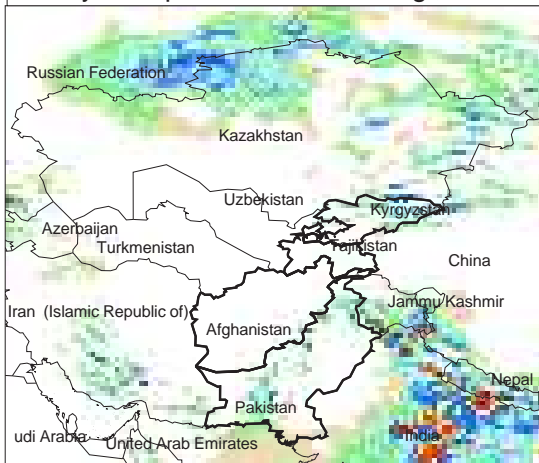 Russian Federation
Kazakhstan
Uzbekistan
Kyrgyzstan
Azerbaijan
Turkmenistan
Tajikistan
China
Iran (Islamic Republic of)
Jammu Kashmir
Afghanistan
Nepal
Pakistan
udi Arabia
United Arab Emirates
India